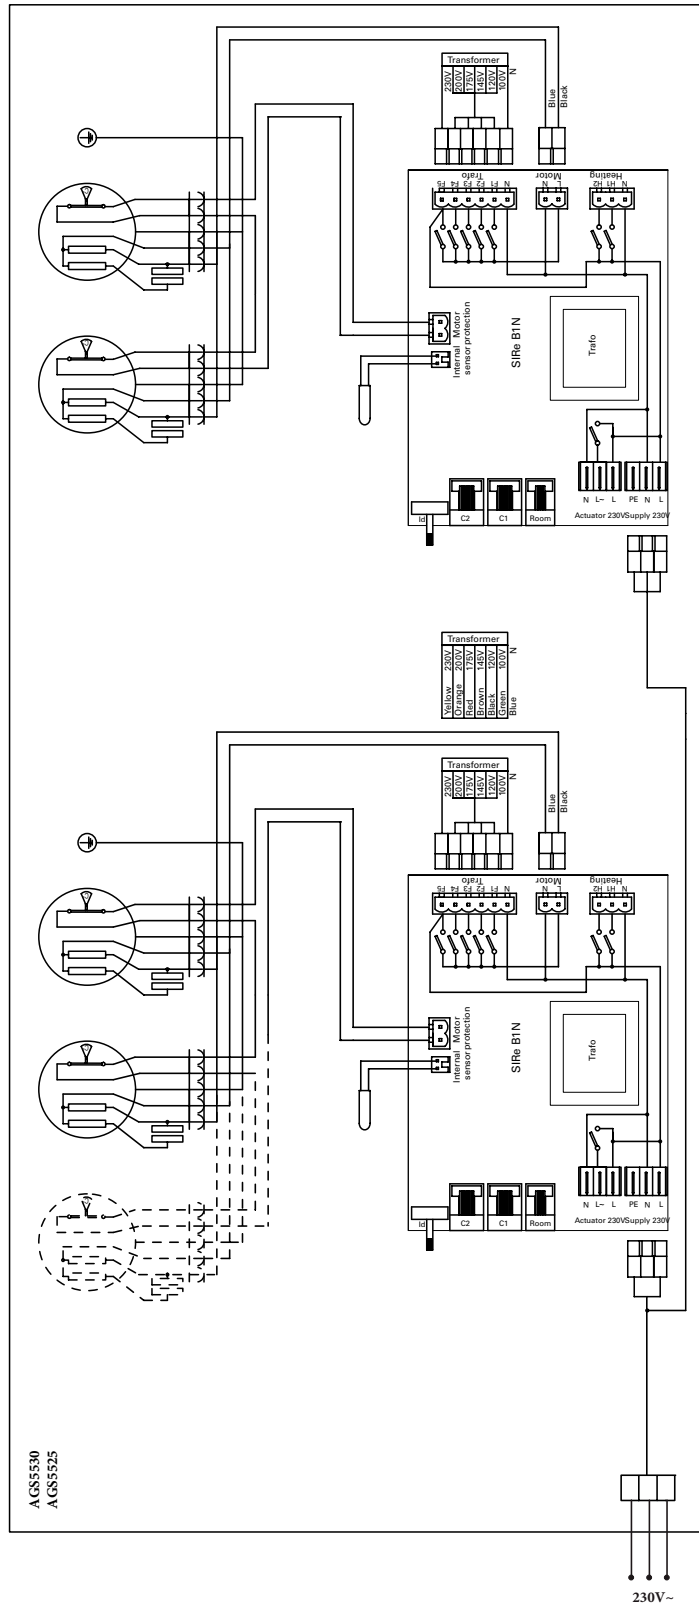 Transformer
230V
200V
175V
145V
120V
100V
N
Blue
Black
F5
F4
F3
F2
F1
N
Trafo
N
L
Motor
H2
H1
N
Heating
Motor
Internal
sensor protection
SIRe B1N
Trafo
N L~ L PE N L
Actuator 230V Supply 230V
Id
C2
C1
Room
Transformer
Yellow 230V
Orange 200V
Red 175V
Brown 145V
Black 120V
Green 100V
Blue N
Transformer
230V
200V
175V
145V
120V
100V
N
Blue
Black
F5
F4
F3
F2
F1
N
Trafo
N
L
Motor
H2
H1
N
Heating
Motor
Internal
sensor protection
SIRe B1N
Trafo
N L~ L PE N L
Actuator 230V Supply 230V
Id
C2
C1
Room
AGS5530
AGS5525
230V~